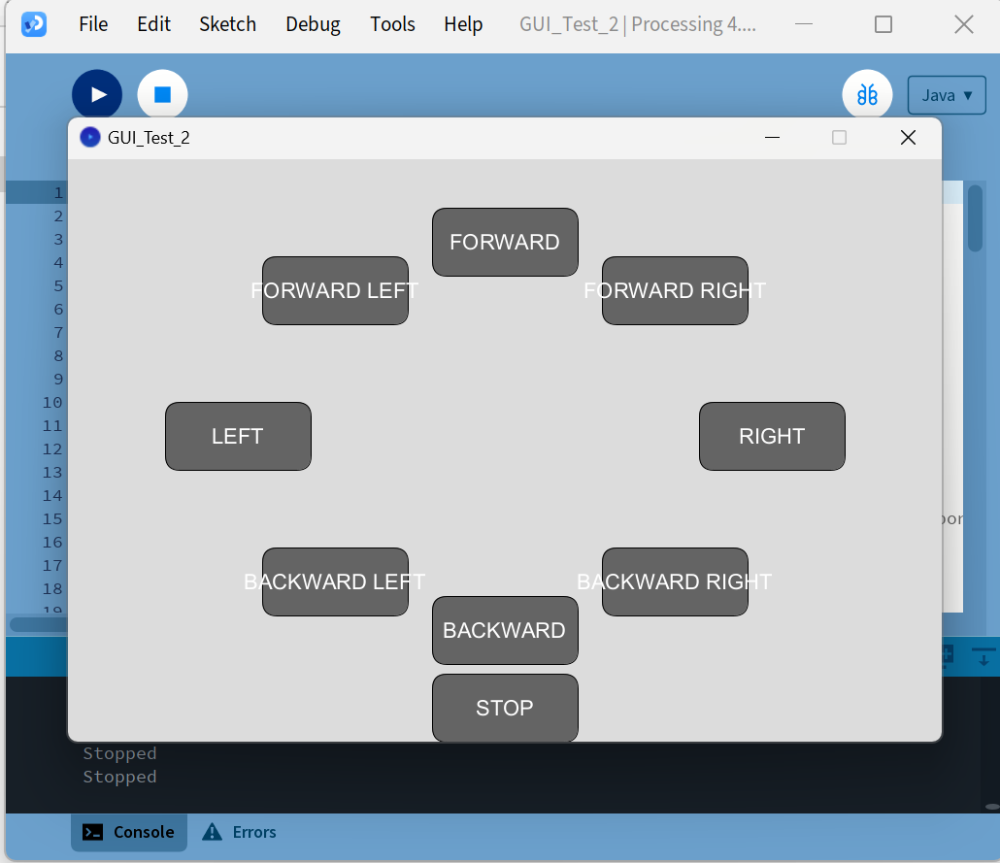 File Edit Sketch Debug Tools Help GUI_Test_2 | Processing 4....
Java ▾
GUI_Test_2
1
2
3
4
5
6
7
8
9
10
11
12
13
14
15
16
17
18
19
FORWARD
FORWARD LEFT FORWARD RIGHT
LEFT RIGHT
BACKWARD LEFT BACKWARD RIGHT
BACKWARD
STOP
Stopped
Stopped
Console Errors